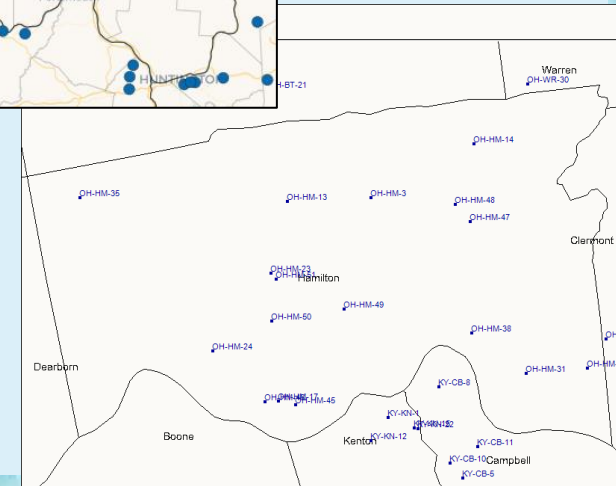 HUNTINGTON
H-BT-21
Warren
OH-WR-30
OH-HM-14
OH-HM-35
OH-HM-13
OH-HM-3
OH-HM-48
OH-HM-47
Clermont
OH-HM-23
Hamilton
OH-HM-49
OH-HM-50
OH-HM-38
OH-HM-24
Dearborn
OH-HM-31
OH-HM-
KY-CB-8
OH-HM-45
KY-KN-1
Boone
Kenton
KY-KN-12
KY-CB-11
KY-CB-10
Campbell
KY-CB-5